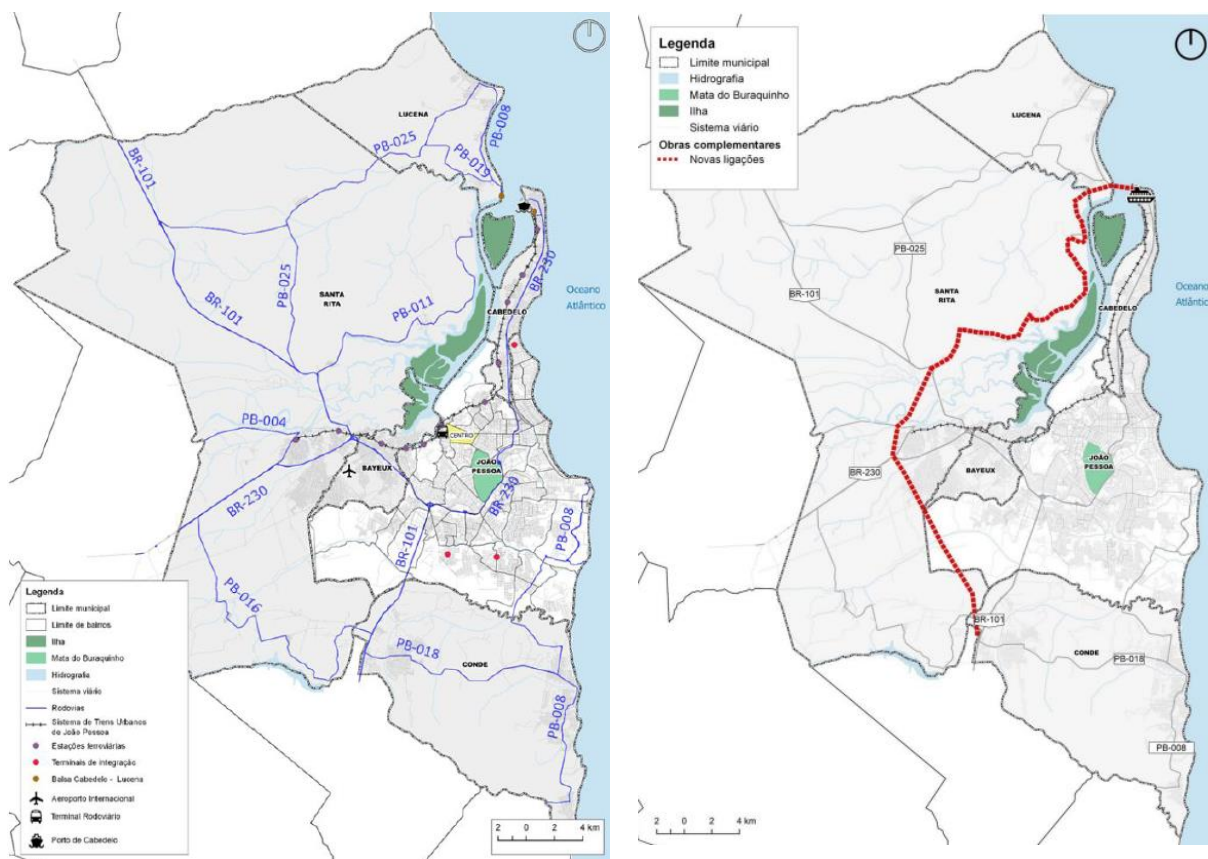 LUCENA
PB-008
PB-025
PB-019
BR-101
BR-101
PB-025
SANTA
RITA
PB-011
BR-230
CABEDELO
Oceano
Atlântico
PB-004
CENTRO
BAYEUX
JOÃO
PESSOA
BR-230
BR-230
BR-101
PB-008
PB-016
PB-018
CONDE
PB-008
Legenda
Limite municipal
Limite de bairros
Ilha
Mata do Buraquinho
Hidrografia
Sistema viário
Rodovias
Sistema de Trens Urbanos
de João Pessoa
Estações ferroviárias
Terminais de integração
Balsa Cabedelo - Lucena
Aeroporto Internacional
Terminal Rodoviário
Porto de Cabedelo
2 0 2 4 km
Legenda
Limite municipal
Hidrografia
Mata do Buraquinho
Ilha
Sistema viário
Obras complementares
Novas ligações
LUCENA
PB-025
BR-101
SANTA
RITA
CABEDELO
Oceano
Atlântico
BR-230
BAYEUX
JOÃO
PESSOA
BR-101
CONDE
PB-018
PB-008
2 0 2 4 km